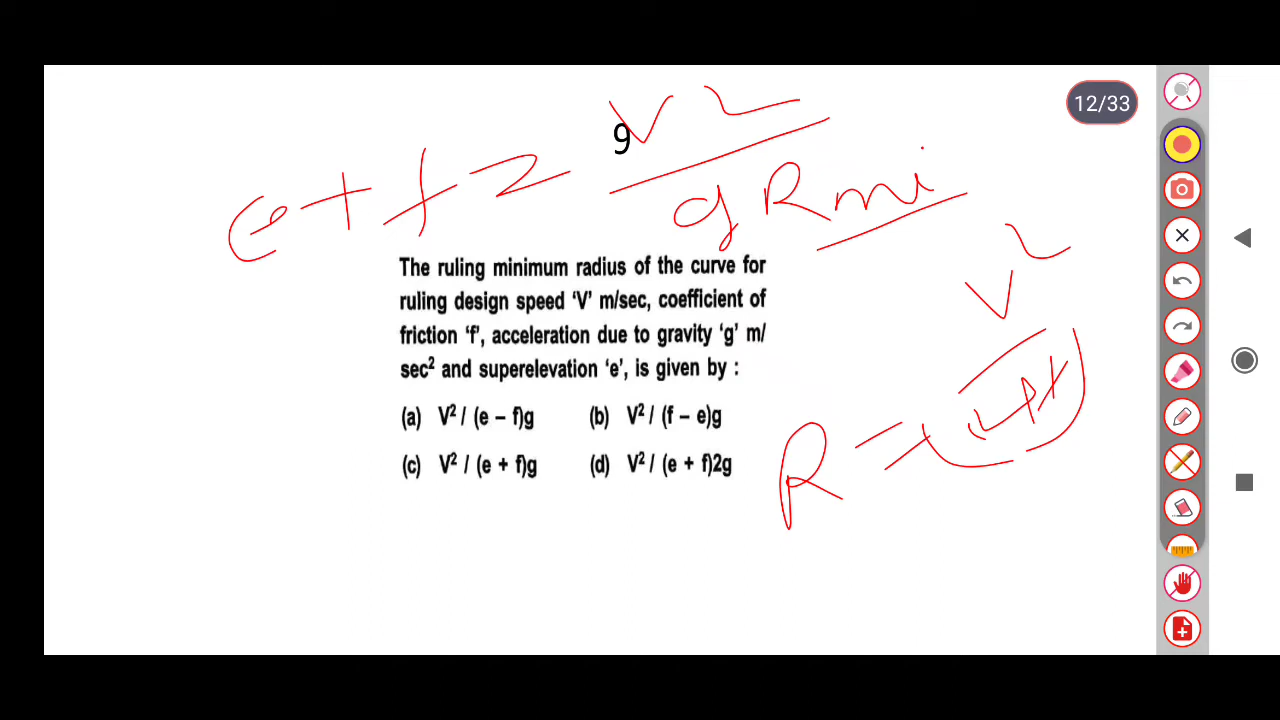 12/33
9
e + f = V²
g R mi
The ruling minimum radius of the curve for
ruling design speed ‘V’ m/sec, coefficient of
friction ‘f’, acceleration due to gravity ‘g’ m/
sec² and superelevation ‘e’, is given by :
(a) V² / (e – f)g (b) V² / (f – e)g
(c) V² / (e + f)g (d) V² / (e + f)2g
V²
R =